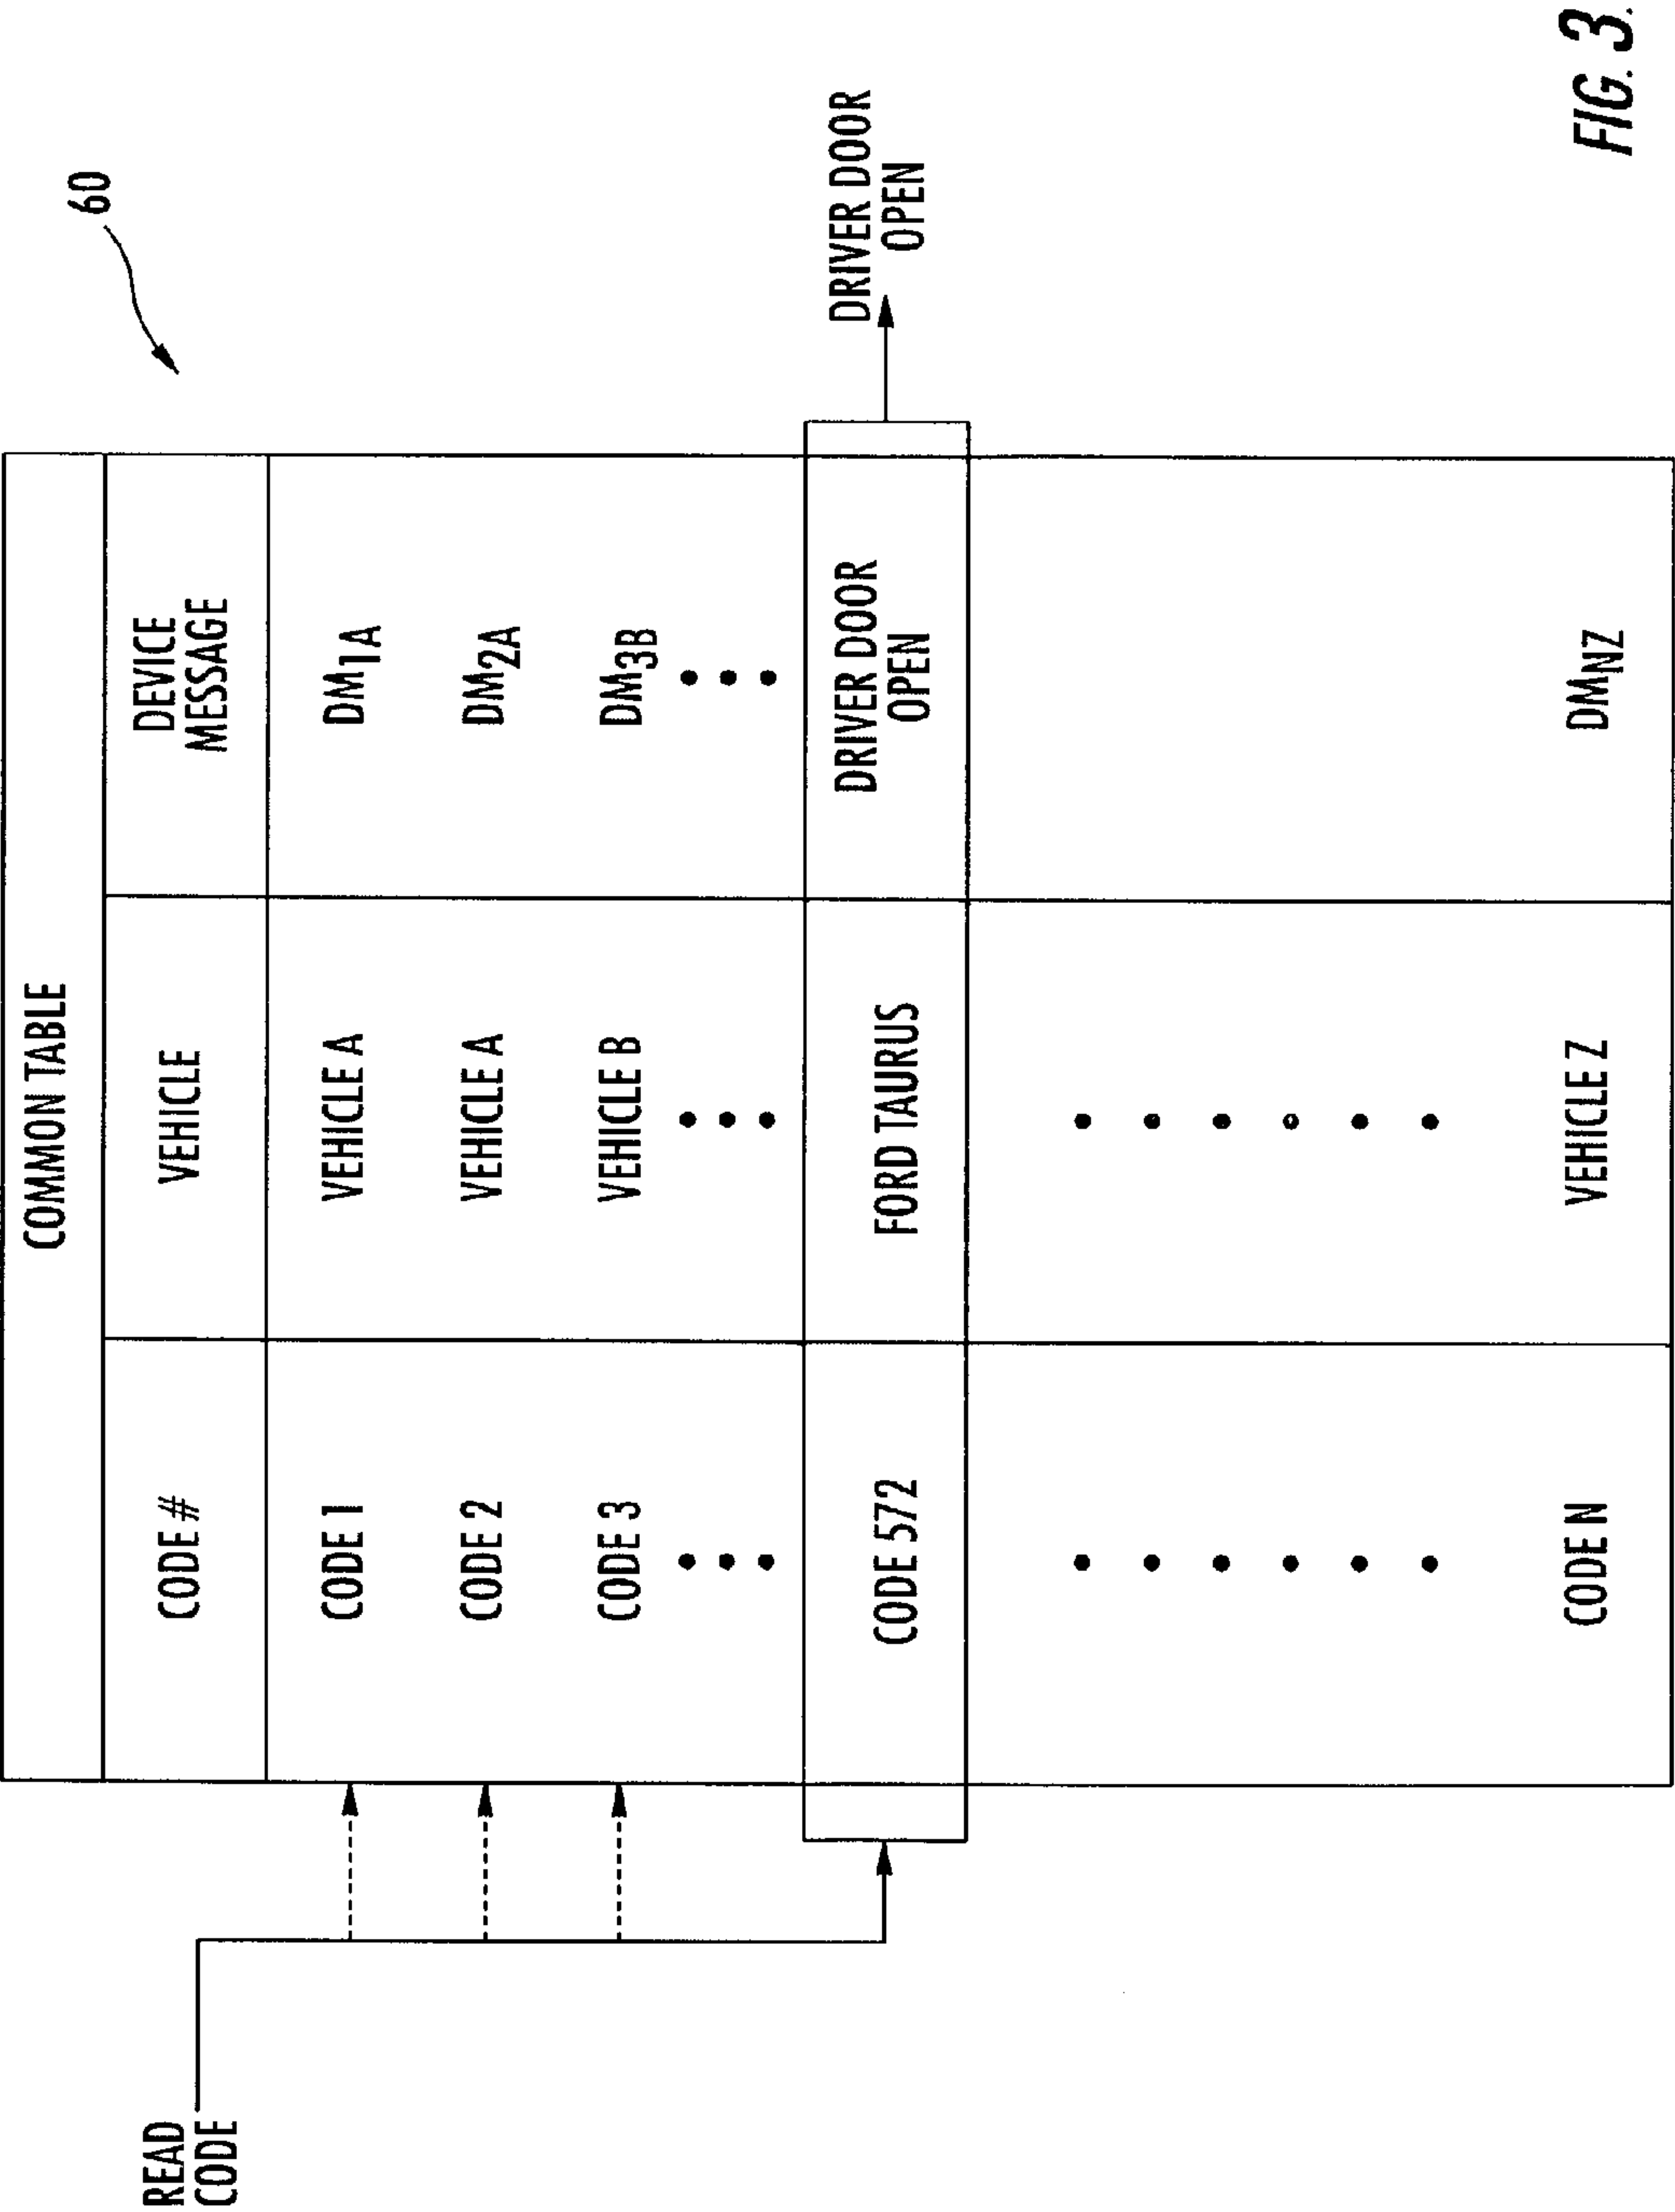 60
COMMON TABLE
CODE #
VEHICLE
DEVICE
MESSAGE
READ
CODE
CODE 1
VEHICLE A
DM1A
CODE 2
VEHICLE A
DM2A
CODE 3
VEHICLE B
DM3B
CODE 572
FORD TAURUS
DRIVER DOOR
OPEN
DRIVER DOOR
OPEN
CODE N
VEHICLE Z
DMNZ
FIG. 3.